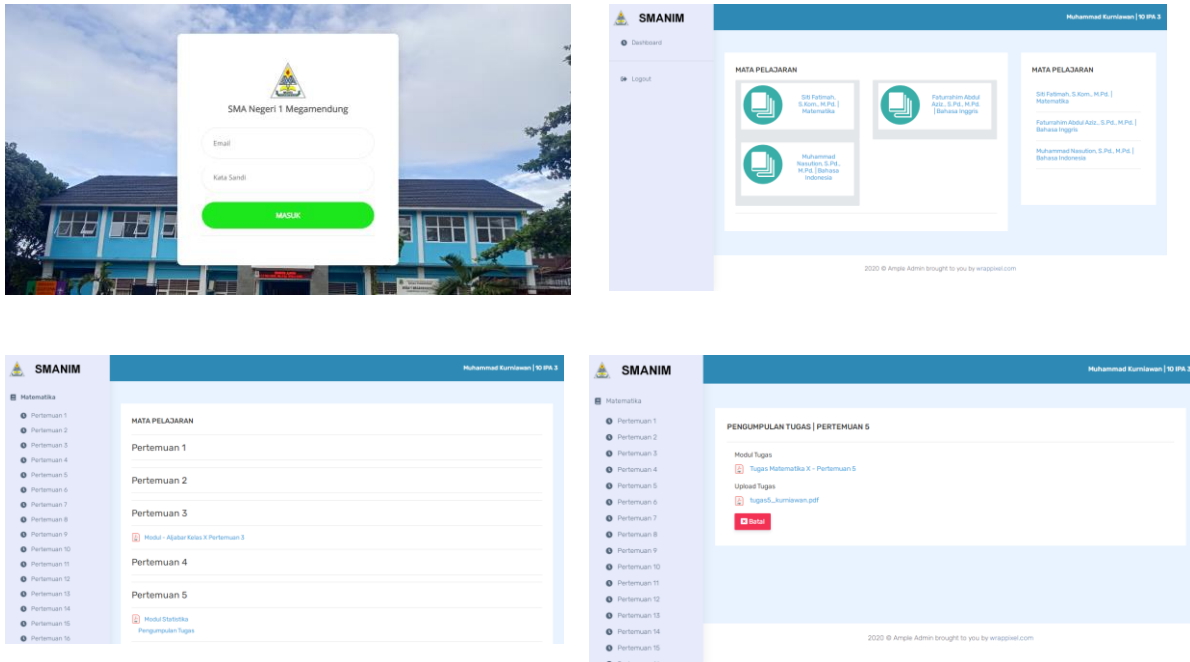 SMA Negeri 1 Megamendung
Email
Kata Sandi
MASUK
SMANIM
Muhammad Kurniawan | 10 IPA 3
Dashboard
Logout
MATA PELAJARAN
Siti Fatimah,
S.Kom., M.Pd. |
Matematika
Faturrahim Abdul
Aziz., S.Pd., M.Pd.
| Bahasa Inggris
Muhammad
Nasution, S.Pd.,
M.Pd. | Bahasa
Indonesia
MATA PELAJARAN
Siti Fatimah, S.Kom., M.Pd. |
Matematika
Faturrahim Abdul Aziz., S.Pd., M.Pd. |
Bahasa Inggris
Muhammad Nasution, S.Pd., M.Pd. |
Bahasa Indonesia
2020 © Ample Admin brought to you by wrappixel.com
SMANIM
Muhammad Kurniawan | 10 IPA 3
Matematika
Pertemuan 1
Pertemuan 2
Pertemuan 3
Pertemuan 4
Pertemuan 5
Pertemuan 6
Pertemuan 7
Pertemuan 8
Pertemuan 9
Pertemuan 10
Pertemuan 11
Pertemuan 12
Pertemuan 13
Pertemuan 14
Pertemuan 15
Pertemuan 16
MATA PELAJARAN
Pertemuan 1
Pertemuan 2
Pertemuan 3
Modul - Aljabar Kelas X Pertemuan 3
Pertemuan 4
Pertemuan 5
Modul Statistika
Pengumpulan Tugas
SMANIM
Muhammad Kurniawan | 10 IPA 3
Matematika
Pertemuan 1
Pertemuan 2
Pertemuan 3
Pertemuan 4
Pertemuan 5
Pertemuan 6
Pertemuan 7
Pertemuan 8
Pertemuan 9
Pertemuan 10
Pertemuan 11
Pertemuan 12
Pertemuan 13
Pertemuan 14
Pertemuan 15
PENGUMPULAN TUGAS | PERTEMUAN 5
Modul Tugas
Tugas Matematika X - Pertemuan 5
Upload Tugas
tugas5_kurniawan.pdf
Batal
2020 © Ample Admin brought to you by wrappixel.com